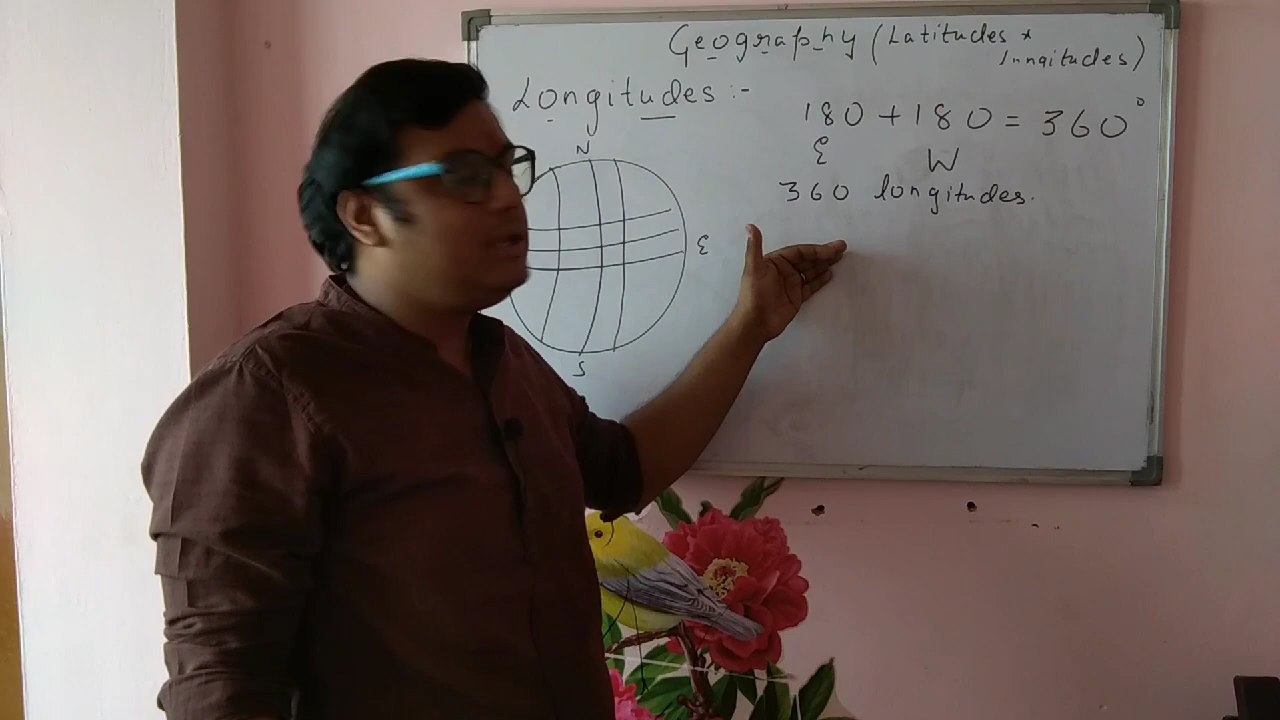 Geography (Latitudes *
longitudes)
Longitudes :-
180 + 180 = 360°
E W
360 longitudes.
N
E
S